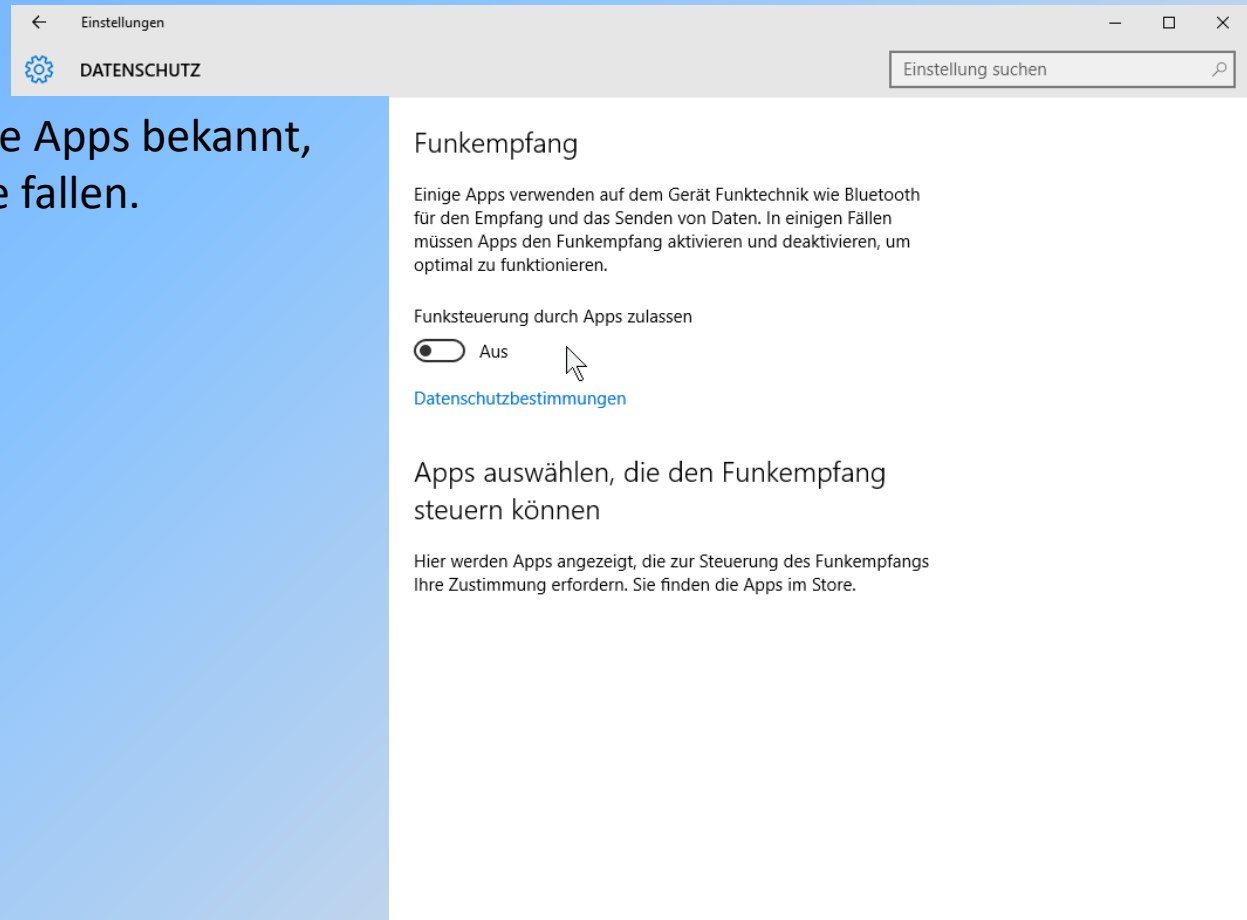 Einstellungen
DATENSCHUTZ
Einstellung suchen
e Apps bekannt,
e fallen.
Funkempfang
Einige Apps verwenden auf dem Gerät Funktechnik wie Bluetooth
für den Empfang und das Senden von Daten. In einigen Fällen
müssen Apps den Funkempfang aktivieren und deaktivieren, um
optimal zu funktionieren.
Funksteuerung durch Apps zulassen
Aus
Datenschutzbestimmungen
Apps auswählen, die den Funkempfang
steuern können
Hier werden Apps angezeigt, die zur Steuerung des Funkempfangs
Ihre Zustimmung erfordern. Sie finden die Apps im Store.